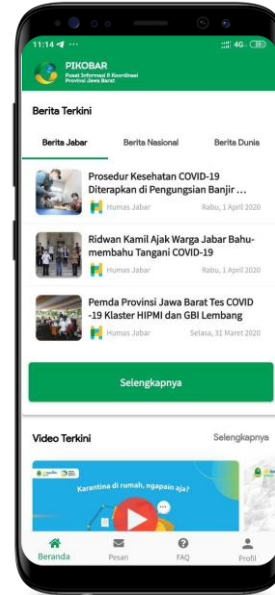 11:14
4G
PIKOBAR
Pusat Informasi & Koordinasi
Provinsi Jawa Barat
Berita Terkini
Berita Jabar
Berita Nasional
Berita Dunia
Prosedur Kesehatan COVID-19
Diterapkan di Pengungsian Banjir ...
Humas Jabar
Rabu, 1 April 2020
Ridwan Kamil Ajak Warga Jabar Bahu-
membahu Tangani COVID-19
Humas Jabar
Rabu, 1 April 2020
Pemda Provinsi Jawa Barat Tes COVID
-19 Klaster HIPMI dan GBI Lembang
Humas Jabar
Selasa, 31 Maret 2020
Selengkapnya
Video Terkini
Selengkapnya
Karantina di rumah, ngapain aja?
Beranda
Pesan
FAQ
Profil